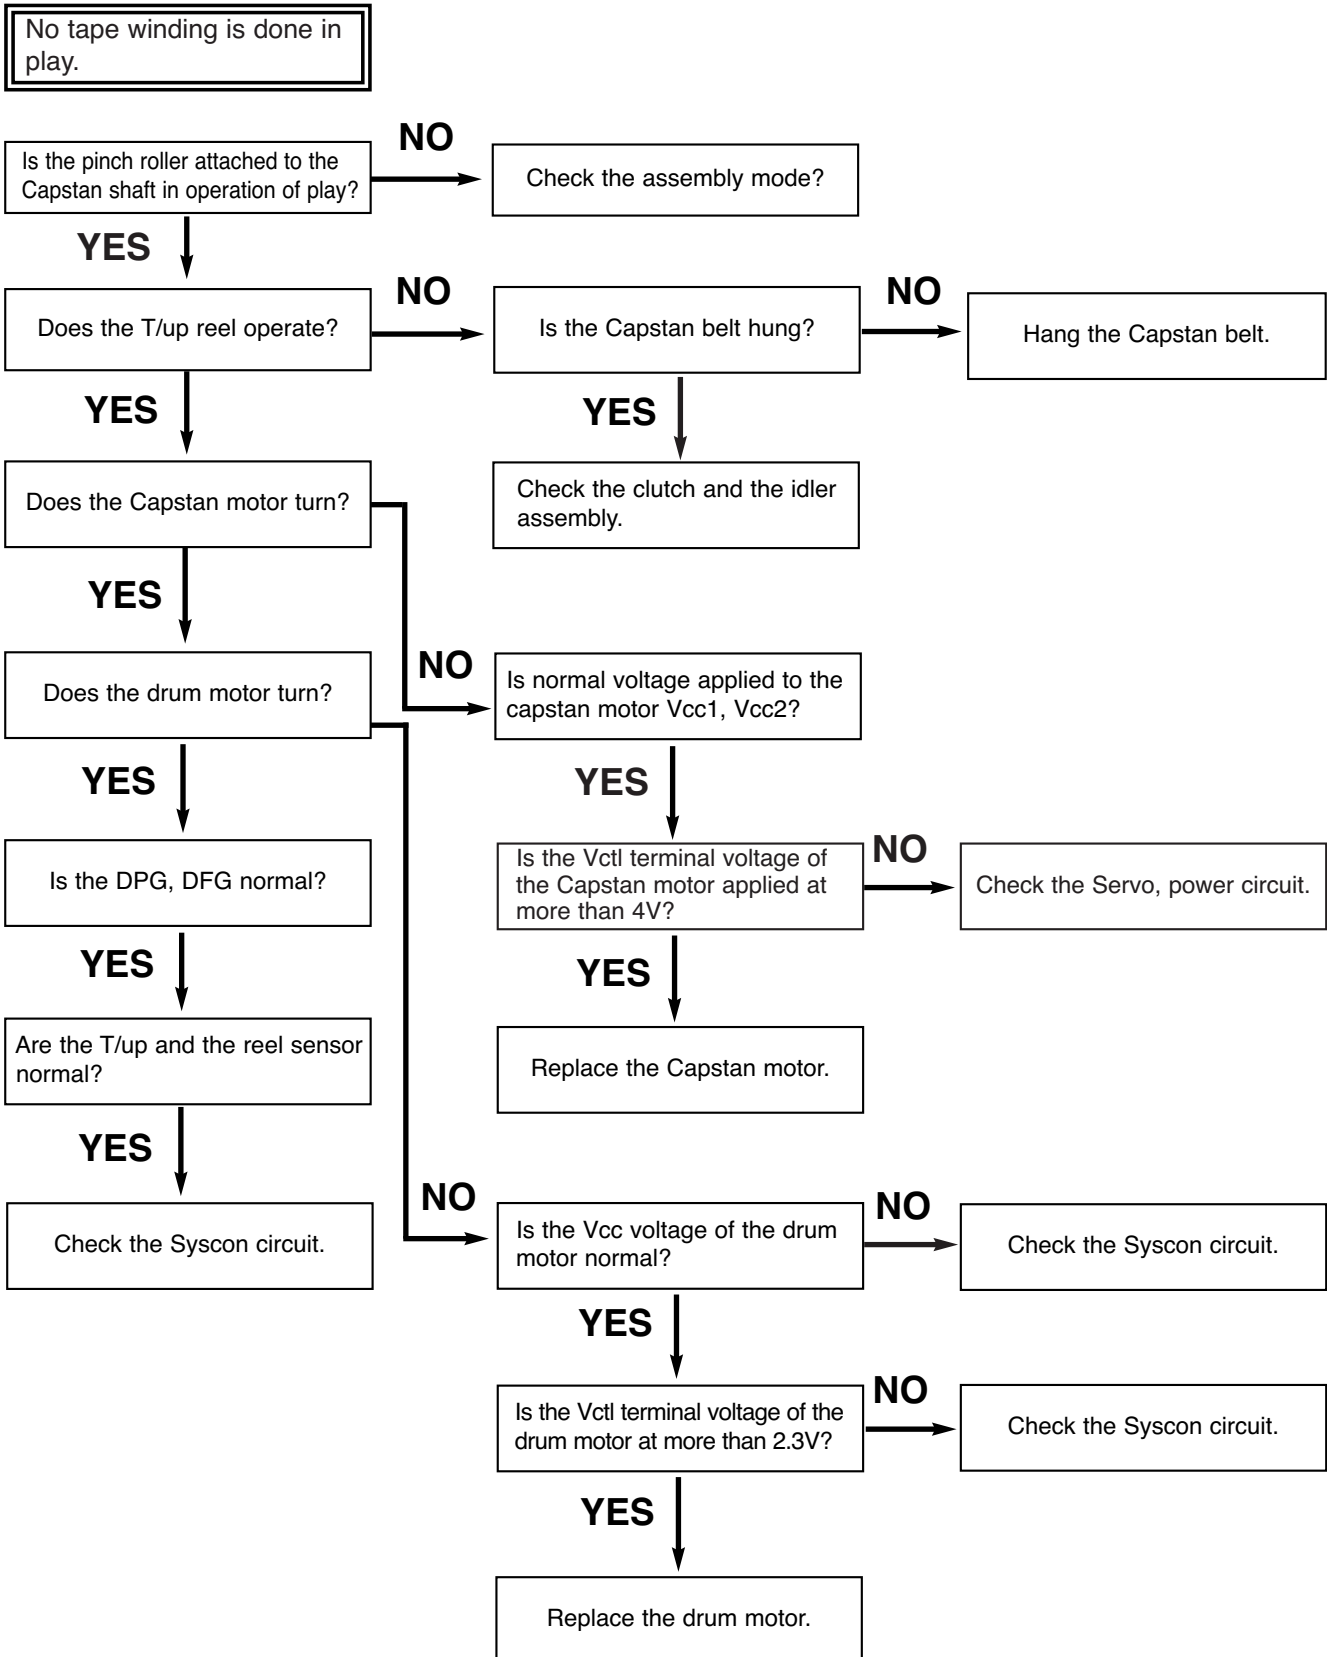 No tape winding is done in
play.
NO
Is the pinch roller attached to the
Capstan shaft in operation of play?
Check the assembly mode?
YES
NO
NO
Does the T/up reel operate?
Is the Capstan belt hung?
Hang the Capstan belt.
YES
YES
Does the Capstan motor turn?
Check the clutch and the idler
assembly.
YES
NO
Does the drum motor turn?
Is normal voltage applied to the
capstan motor Vcc1, Vcc2?
YES
YES
NO
Is the DPG, DFG normal?
Is the Vctl terminal voltage of
the Capstan motor applied at
more than 4V?
Check the Servo, power circuit.
YES
YES
Are the T/up and the reel sensor
normal?
Replace the Capstan motor.
YES
NO
NO
Check the Syscon circuit.
Is the Vcc voltage of the drum
motor normal?
Check the Syscon circuit.
YES
NO
Is the Vctl terminal voltage of the
drum motor at more than 2.3V?
Check the Syscon circuit.
YES
Replace the drum motor.